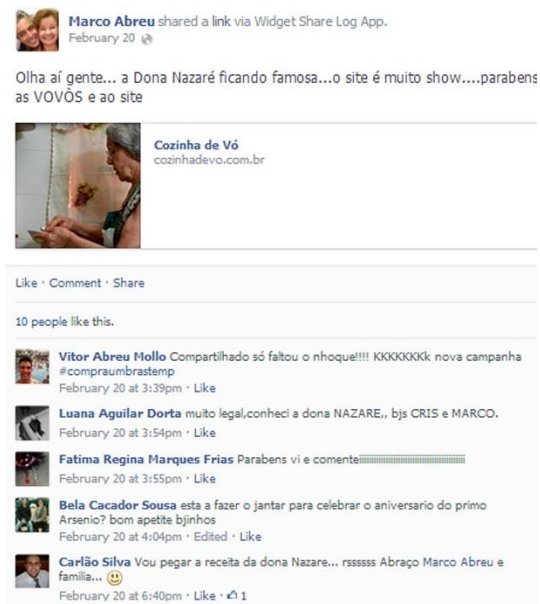 Marco Abreu shared a link via Widget Share Log App.
February 20
Olha aí gente... a Dona Nazaré ficando famosa...o site é muito show....parabens
as VOVÒS e ao site
Cozinha de Vó
cozinhadevo.com.br
Like · Comment · Share
10 people like this.
Vitor Abreu Mollo Compartilhado só faltou o nhoque!!!! KKKKKKKk nova campanha
#compraumbrastemp
February 20 at 3:39pm · Like
Luana Aguilar Dorta muito legal,conheci a dona NAZARE,, bjs CRIS e MARCO.
February 20 at 3:54pm · Like
Fatima Regina Marques Frias Parabens vi e comenteiiiiiiiiiiiiiiiiiiiiiiiiiiiiiiiiiii
February 20 at 3:55pm · Like
Bela Cacador Sousa esta a fazer o jantar para celebrar o aniversario do primo
Arsenio? bom apetite bjinhos
February 20 at 4:04pm · Edited · Like
Carlão Silva Vou pegar a receita da dona Nazare... rsssss Abraço Marco Abreu e
familia...
February 20 at 6:40pm · Like · 1